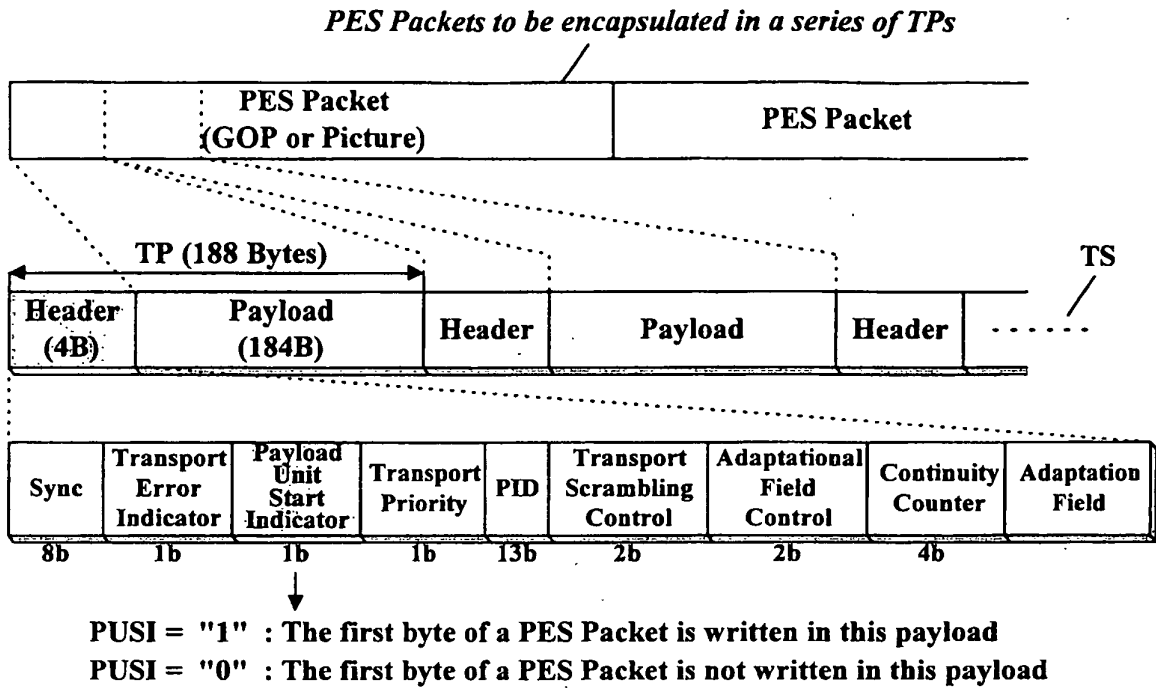 PES Packets to be encapsulated in a series of TPs
PES Packet
(GOP or Picture)
PES Packet
TP (188 Bytes)
TS
Header
(4B)
Payload
(184B)
Header
Payload
Header
Sync
Transport
Error
Indicator
Payload
Unit
Start
Indicator
Transport
Priority
PID
Transport
Scrambling
Control
Adaptational
Field
Control
Continuity
Counter
Adaptation
Field
8b
1b
1b
1b
13b
2b
2b
4b
PUSI = "1" : The first byte of a PES Packet is written in this payload
PUSI = "0" : The first byte of a PES Packet is not written in this payload